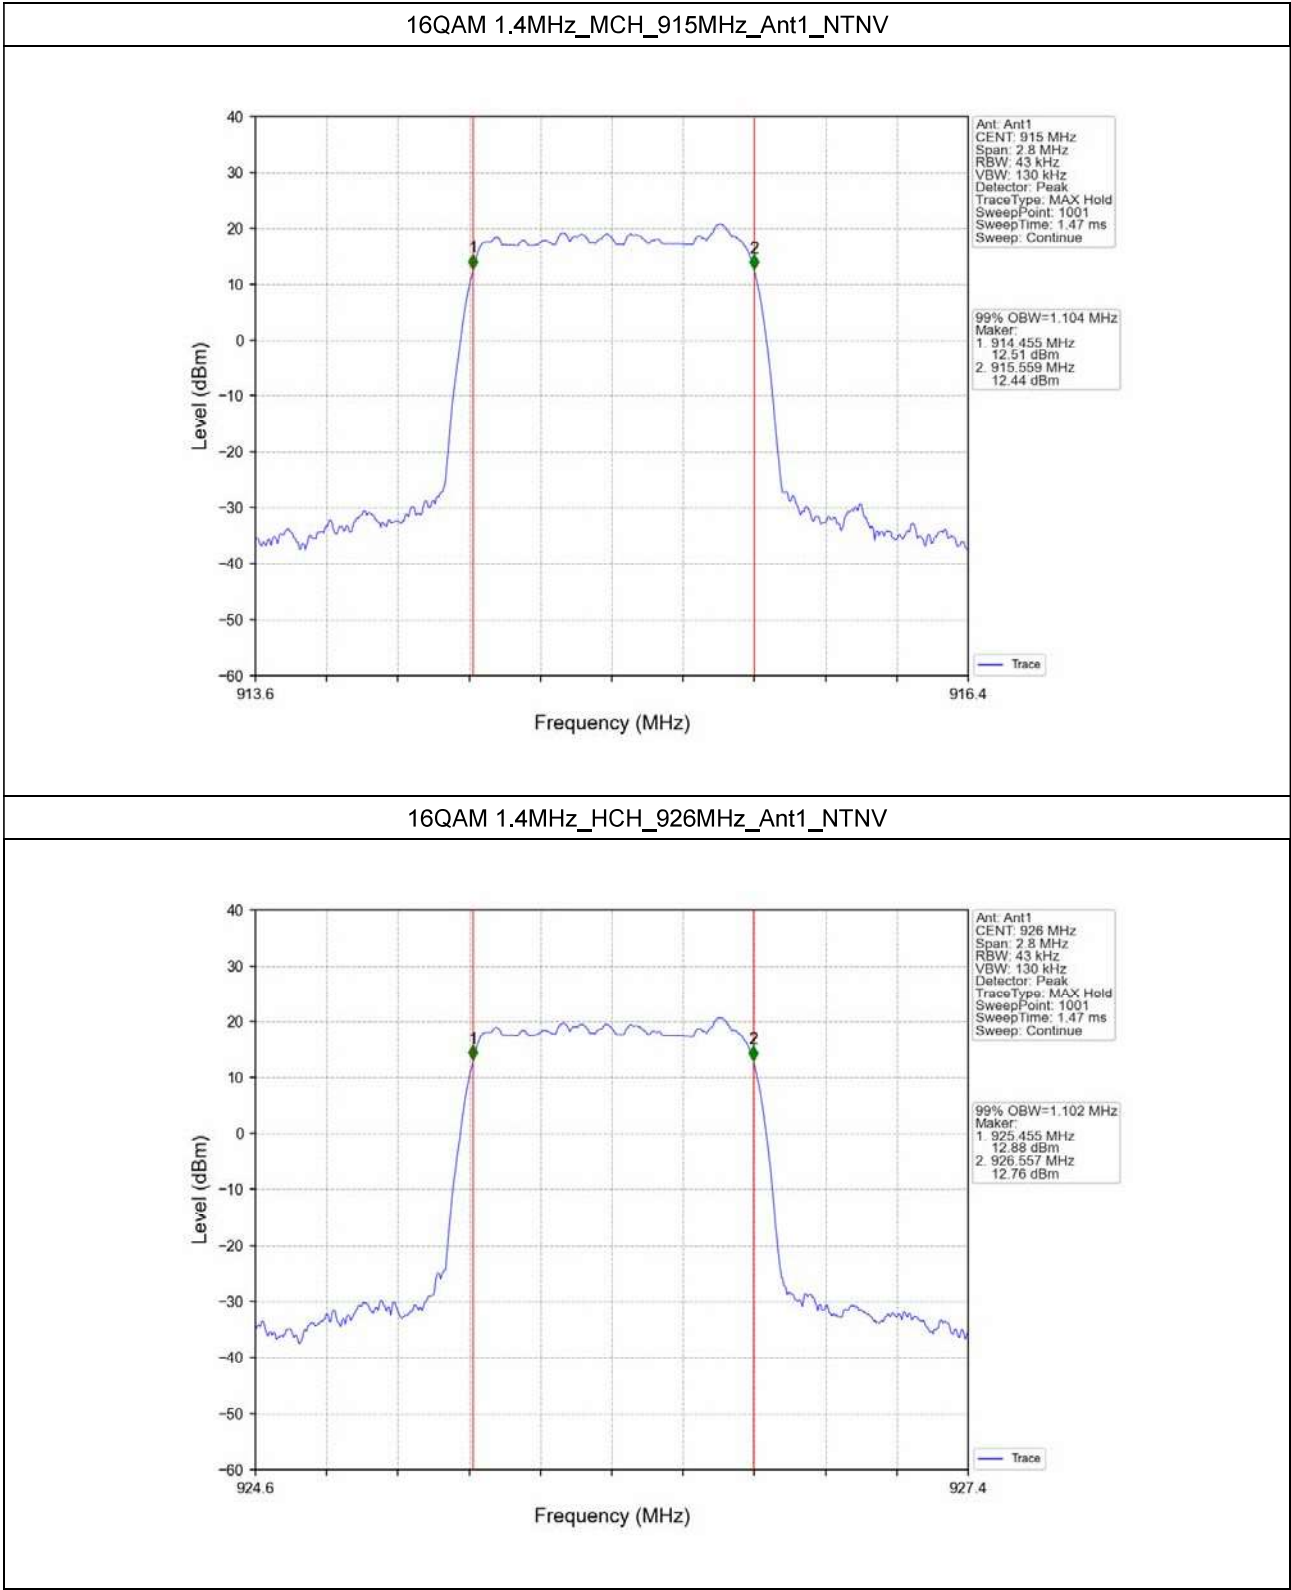 16QAM 1.4MHz_MCH_915MHz_Ant1_NTNV
40
30
20
10
0
−10
−20
−30
−40
−50
−60
Level (dBm)
1
2
913.6
916.4
Frequency (MHz)
Ant: Ant1
CENT: 915 MHz
Span: 2.8 MHz
RBW: 43 kHz
VBW: 130 kHz
Detector: Peak
TraceType: MAX Hold
SweepPoint: 1001
SweepTime: 1.47 ms
Sweep: Continue
99% OBW=1.104 MHz
Maker:
1. 914.455 MHz
12.51 dBm
2. 915.559 MHz
12.44 dBm
Trace
16QAM 1.4MHz_HCH_926MHz_Ant1_NTNV
40
30
20
10
0
−10
−20
−30
−40
−50
−60
Level (dBm)
1
2
924.6
927.4
Frequency (MHz)
Ant: Ant1
CENT: 926 MHz
Span: 2.8 MHz
RBW: 43 kHz
VBW: 130 kHz
Detector: Peak
TraceType: MAX Hold
SweepPoint: 1001
SweepTime: 1.47 ms
Sweep: Continue
99% OBW=1.102 MHz
Maker:
1. 925.455 MHz
12.88 dBm
2. 926.557 MHz
12.76 dBm
Trace